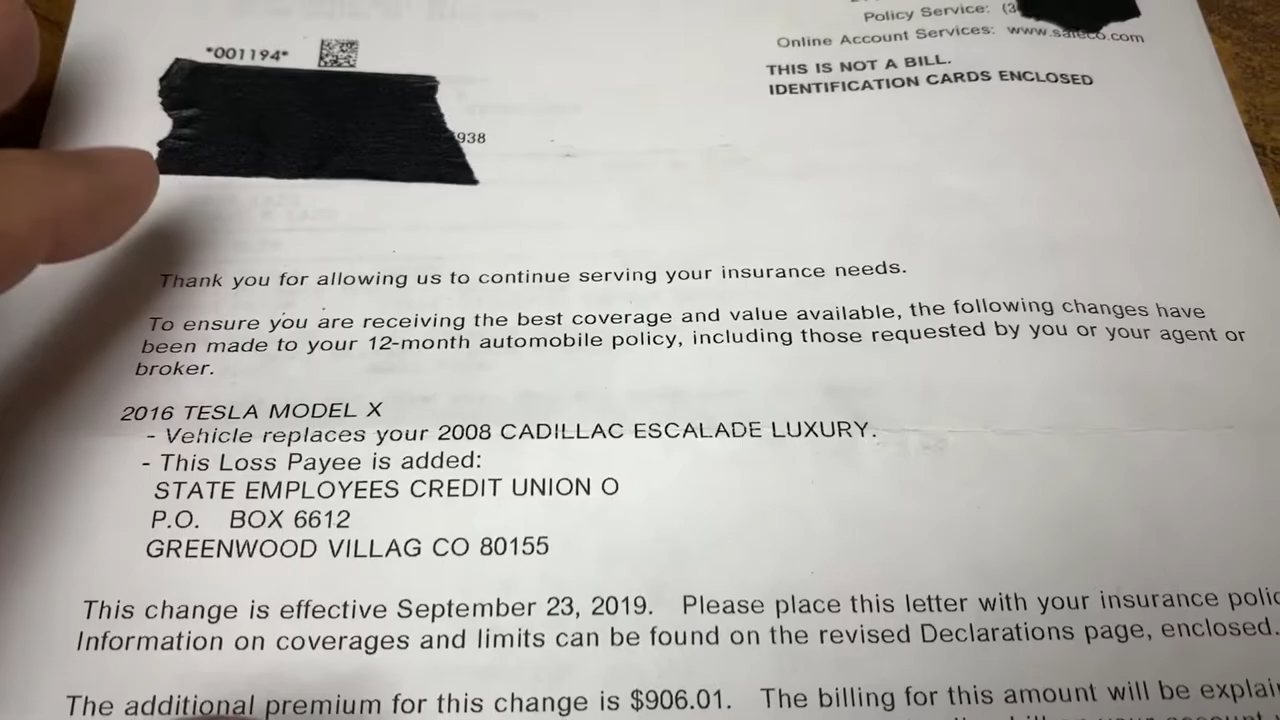 Policy Service: (3
*001194*
Online Account Services: www.safeco.com
THIS IS NOT A BILL.
IDENTIFICATION CARDS ENCLOSED
938
Thank you for allowing us to continue serving your insurance needs.
To ensure you are receiving the best coverage and value available, the following changes have
been made to your 12-month automobile policy, including those requested by you or your agent or
broker.
2016 TESLA MODEL X
- Vehicle replaces your 2008 CADILLAC ESCALADE LUXURY.
- This Loss Payee is added:
STATE EMPLOYEES CREDIT UNION O
P.O. BOX 6612
GREENWOOD VILLAG CO 80155
This change is effective September 23, 2019. Please place this letter with your insurance polic
Information on coverages and limits can be found on the revised Declarations page, enclosed.
The additional premium for this change is $906.01. The billing for this amount will be explai